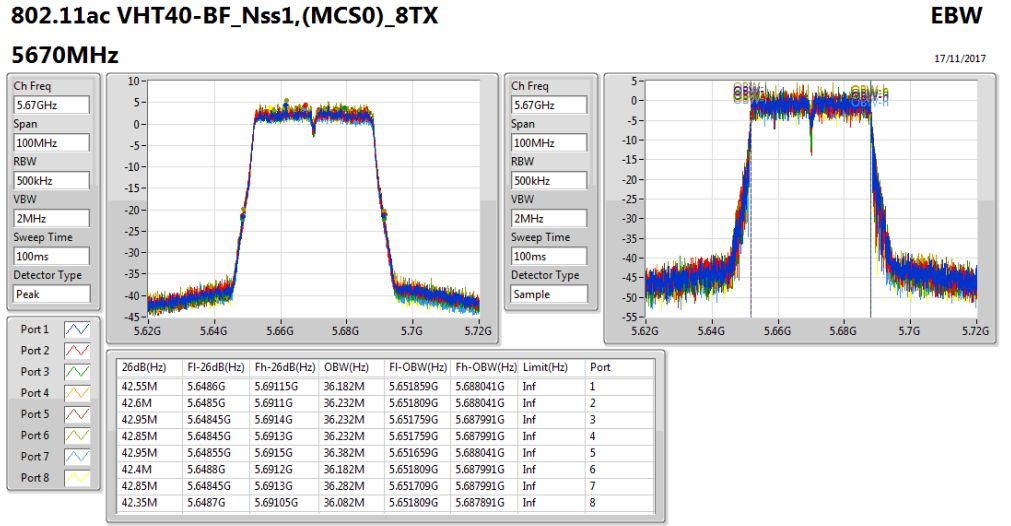 802.11ac VHT40-BF_Nss1,(MCS0)_8TX EBW
5670MHz 17/11/2017
Ch Freq
5.67GHz
Span
100MHz
RBW
500kHz
VBW
2MHz
Sweep Time
100ms
Detector Type
Peak
10
5
0
-5
-10
-15
-20
-25
-30
-35
-40
-45
5.62G 5.64G 5.66G 5.68G 5.7G 5.72G
Ch Freq
5.67GHz
Span
100MHz
RBW
500kHz
VBW
2MHz
Sweep Time
100ms
Detector Type
Sample
5
0
-5
-10
-15
-20
-25
-30
-35
-40
-45
-50
-55
5.62G 5.64G 5.66G 5.68G 5.7G 5.72G
Port 1
Port 2
Port 3
Port 4
Port 5
Port 6
Port 7
Port 8
26dB(Hz) Fl-26dB(Hz) Fh-26dB(Hz) OBW(Hz) Fl-OBW(Hz) Fh-OBW(Hz) Limit(Hz) Port
42.55M 5.6486G 5.69115G 36.182M 5.651859G 5.688041G Inf 1
42.6M 5.6485G 5.6911G 36.232M 5.651809G 5.688041G Inf 2
42.95M 5.64845G 5.6914G 36.232M 5.651759G 5.687991G Inf 3
42.85M 5.64845G 5.6913G 36.232M 5.651759G 5.687991G Inf 4
42.95M 5.64855G 5.6915G 36.382M 5.651659G 5.688041G Inf 5
42.4M 5.6488G 5.6912G 36.182M 5.651809G 5.687991G Inf 6
42.85M 5.64845G 5.6913G 36.282M 5.651709G 5.687991G Inf 7
42.35M 5.6487G 5.69105G 36.082M 5.651809G 5.687891G Inf 8